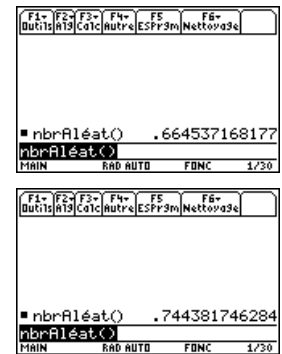 F1▾ F2▾ F3▾ F4▾ F5 F6▾
Outils Alg Calc Autre ESPrgm Nettoyage
▪ nbrAléat() .664537168177
nbrAléat()
MAIN RAD AUTO FONC 1/30
F1▾ F2▾ F3▾ F4▾ F5 F6▾
Outils Alg Calc Autre ESPrgm Nettoyage
▪ nbrAléat() .744381746284
nbrAléat()
MAIN RAD AUTO FONC 1/30